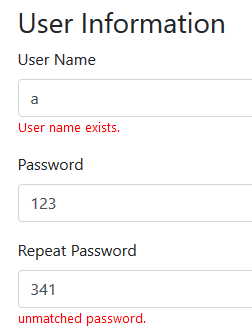 User Information
User Name
a
User name exists.
Password
123
Repeat Password
341
unmatched password.